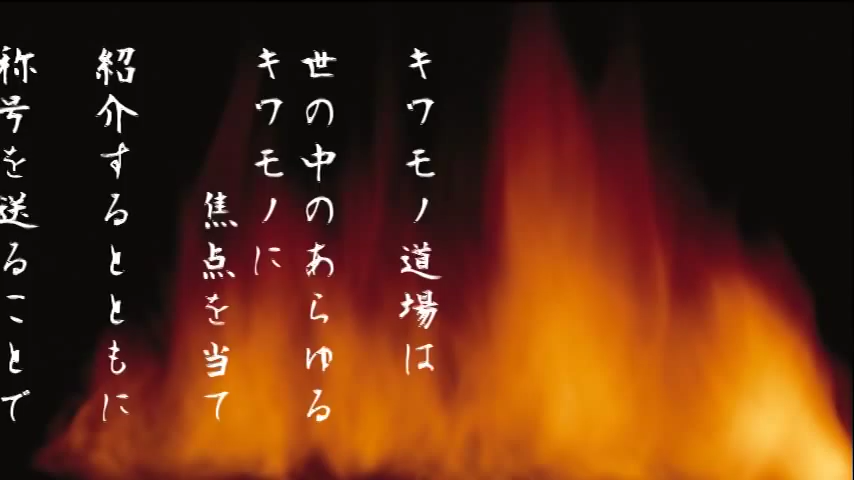 キワモノ道場は
世の中のあらゆる
キワモノに
焦点を当て
紹介するとともに
称号を送ることで